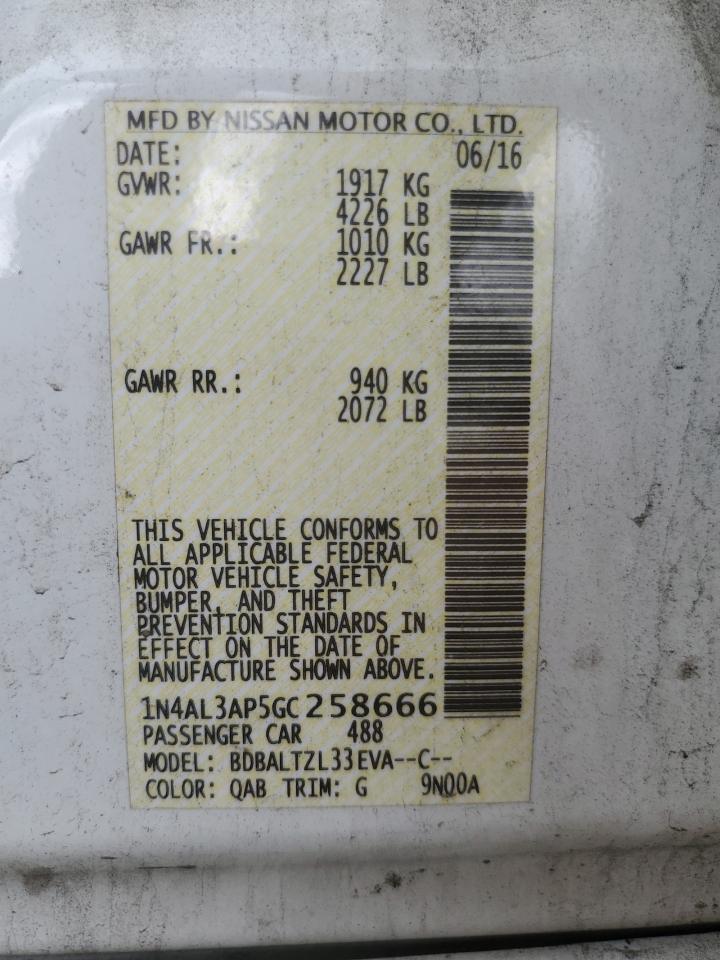 MFD BY NISSAN MOTOR CO., LTD.
DATE: 06/16
GVWR: 1917 KG
4226 LB
GAWR FR.: 1010 KG
2227 LB
GAWR RR.: 940 KG
2072 LB
THIS VEHICLE CONFORMS TO
ALL APPLICABLE FEDERAL
MOTOR VEHICLE SAFETY,
BUMPER, AND THEFT
PREVENTION STANDARDS IN
EFFECT ON THE DATE OF
MANUFACTURE SHOWN ABOVE.
1N4AL3AP5GC258666
PASSENGER CAR 488
MODEL: BDBALTZL33EVA--C--
COLOR: QAB TRIM: G 9N00A